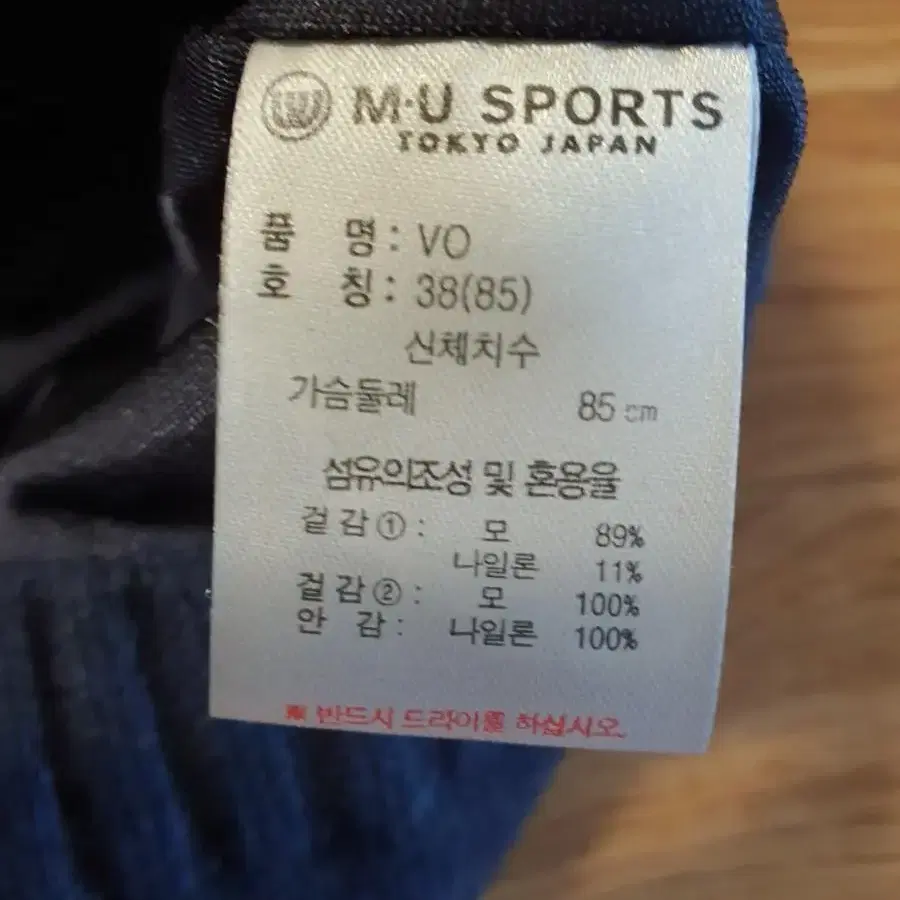 M·U SPORTS
TOKYO JAPAN
품 명 : VO
호 칭 : 38(85)
신체치수
가슴둘레 85 cm
섬유의조성 및 혼용율
겉 감 ① : 모 89%
나일론 11%
겉 감 ② : 모 100%
안 감 : 나일론 100%
※ 반드시 드라이를 하십시오.